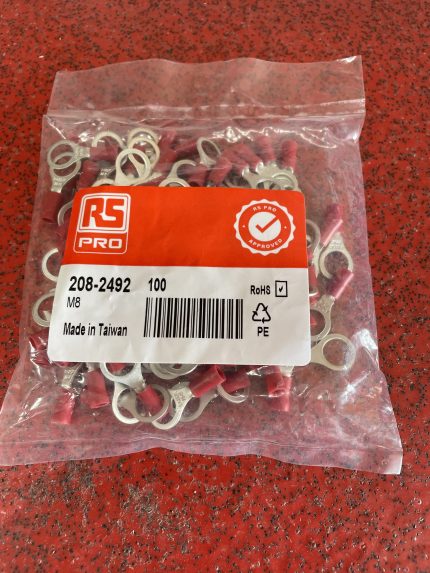 RS
PRO
RS PRO
APPROVED
208-2492 100
M8
RoHS
Made in Taiwan
PE